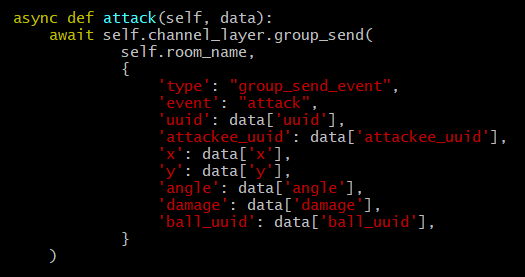 async def attack(self, data):
    await self.channel_layer.group_send(
            self.room_name,
            {
                'type': "group_send_event",
                'event': "attack",
                'uuid': data['uuid'],
                'attackee_uuid': data['attackee_uuid'],
                'x': data['x'],
                'y': data['y'],
                'angle': data['angle'],
                'damage': data['damage'],
                'ball_uuid': data['ball_uuid'],
            }
    )